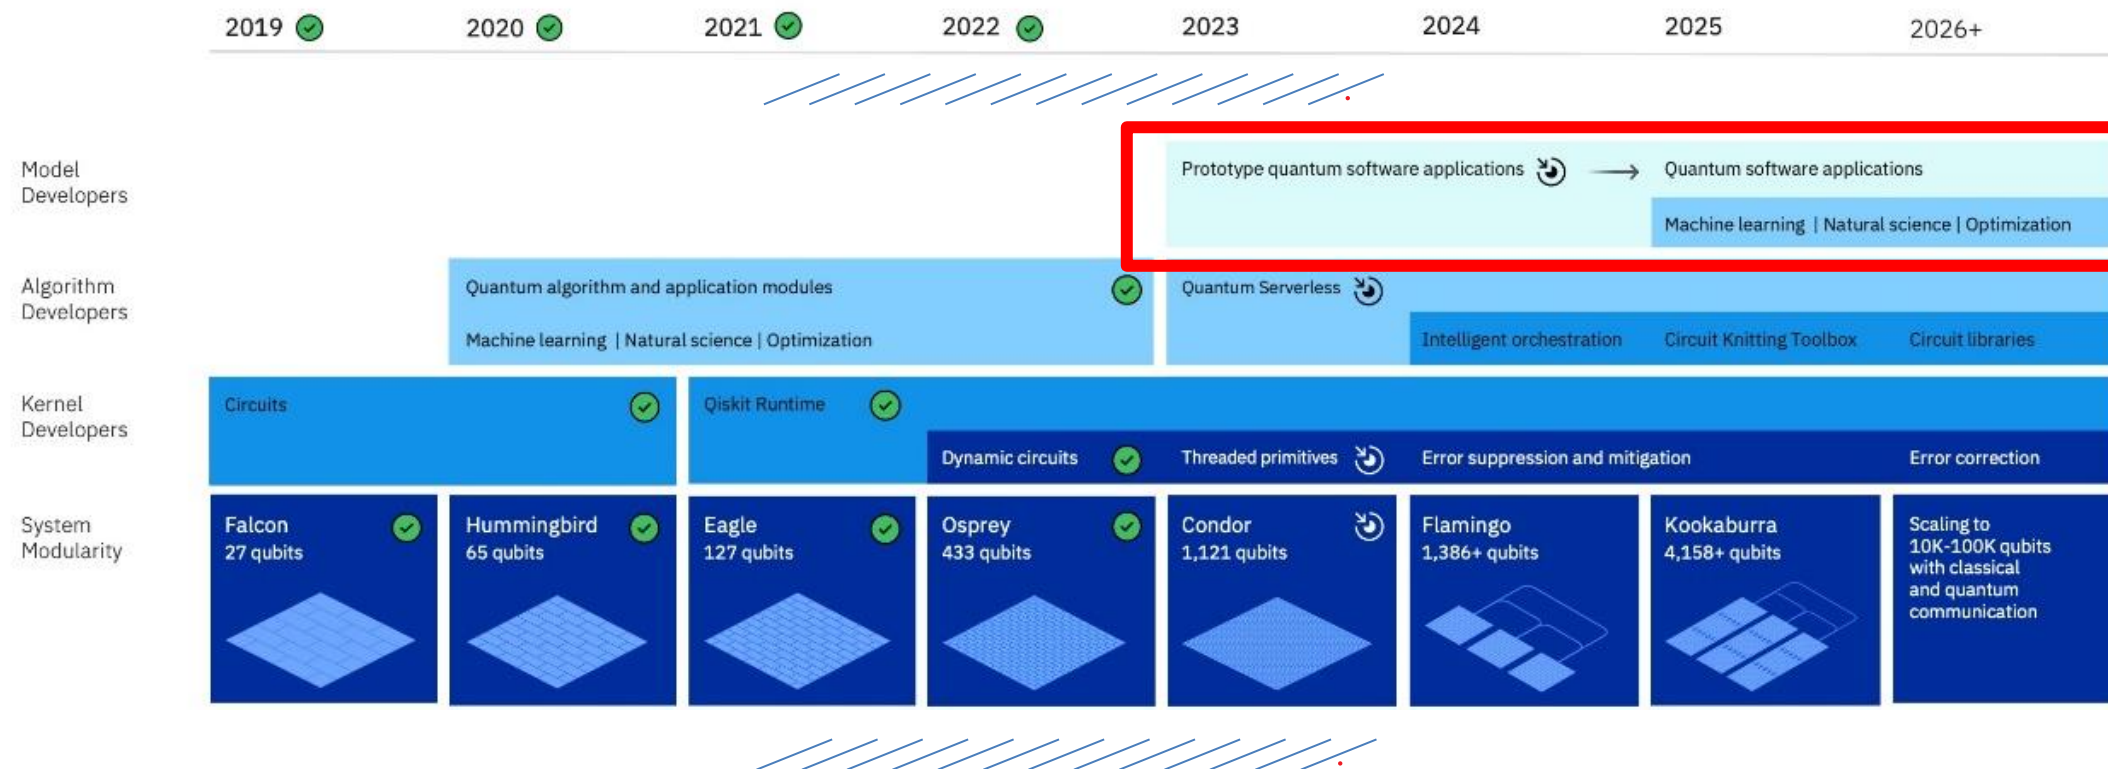 2019
2020
2021
2022
2023
2024
2025
2026+
Model
Developers
Prototype quantum software applications
Quantum software applications
Machine learning | Natural science | Optimization
Algorithm
Developers
Quantum algorithm and application modules
Machine learning | Natural science | Optimization
Quantum Serverless
Intelligent orchestration
Circuit Knitting Toolbox
Circuit libraries
Kernel
Developers
Circuits
Qiskit Runtime
Dynamic circuits
Threaded primitives
Error suppression and mitigation
Error correction
System
Modularity
Falcon
27 qubits
Hummingbird
65 qubits
Eagle
127 qubits
Osprey
433 qubits
Condor
1,121 qubits
Flamingo
1,386+ qubits
Kookaburra
4,158+ qubits
Scaling to
10K-100K qubits
with classical
and quantum
communication